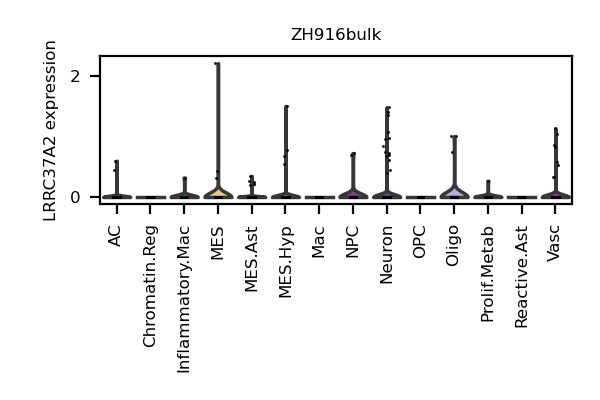 ZH916bulk
LRRC37A2 expression
2
0
AC
Chromatin.Reg
Inflammatory.Mac
MES
MES.Ast
MES.Hyp
Mac
NPC
Neuron
OPC
Oligo
Prolif.Metab
Reactive.Ast
Vasc